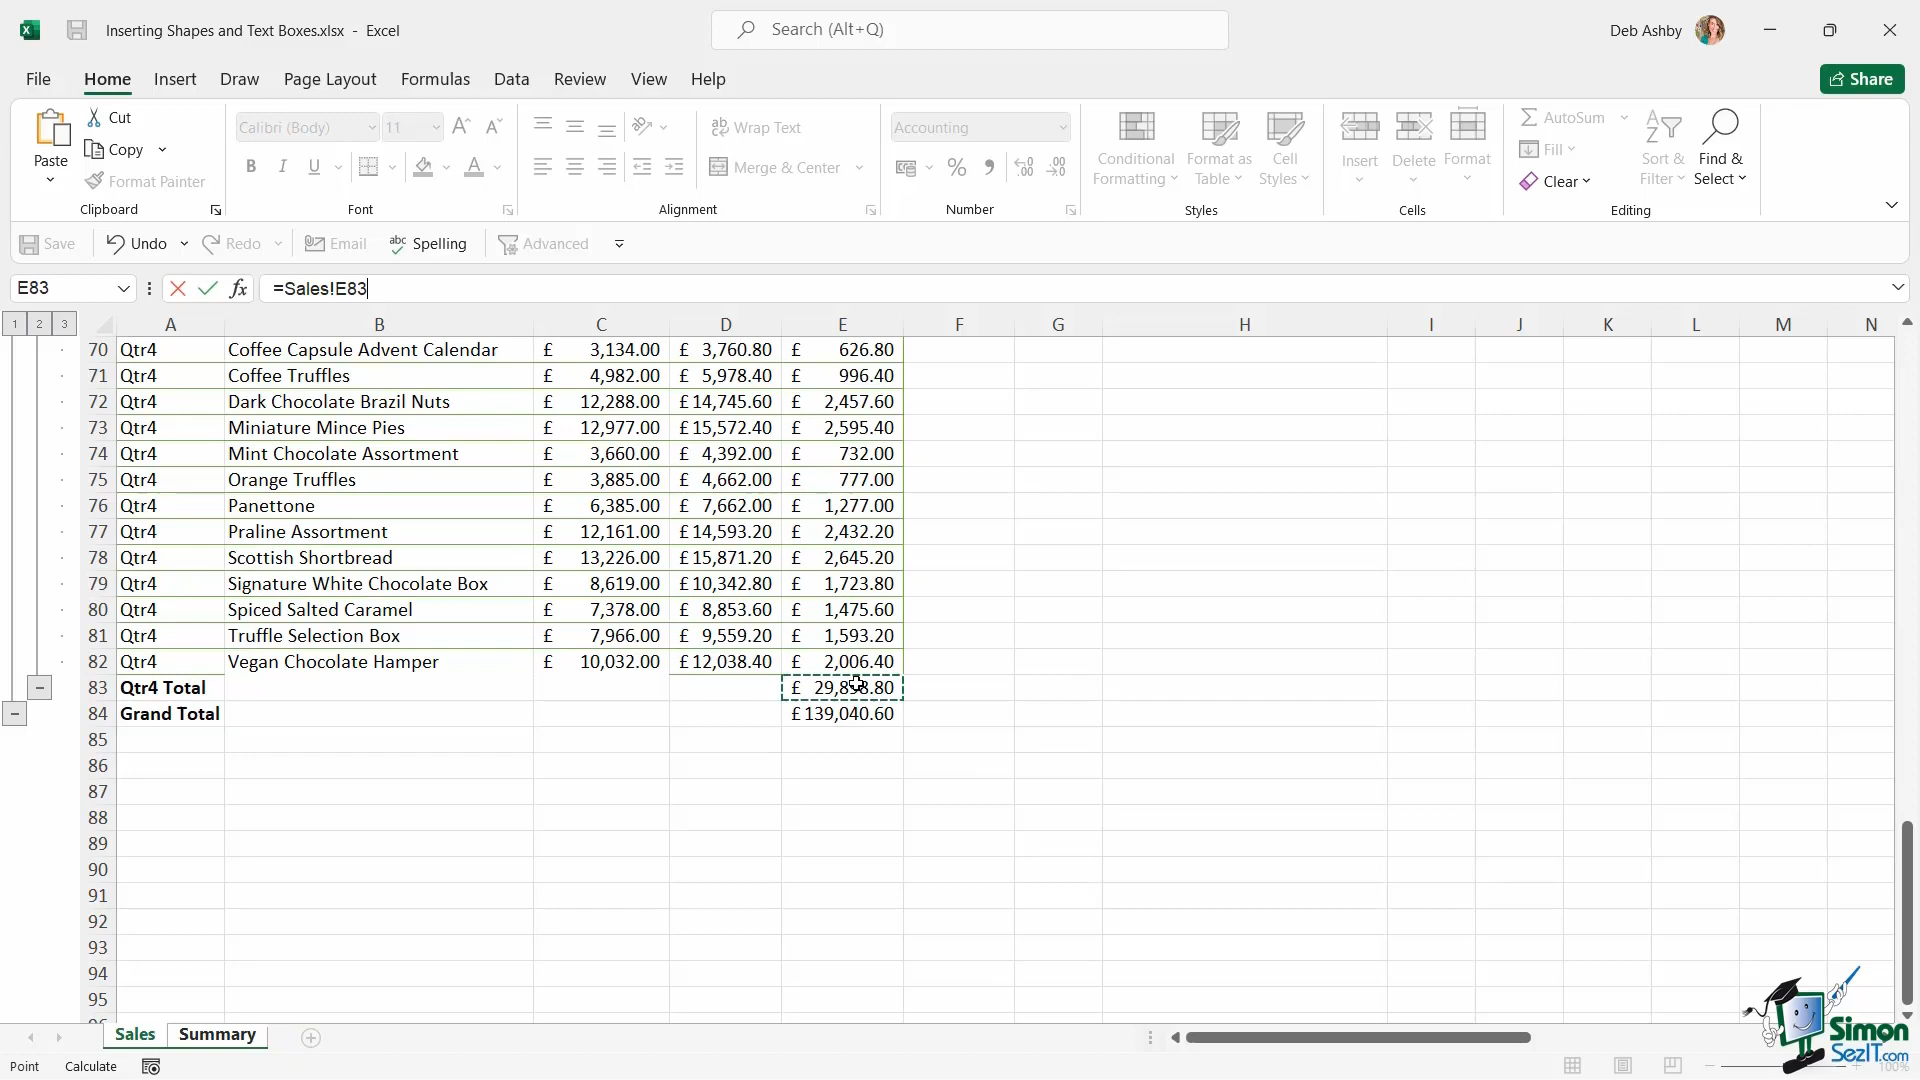 Inserting Shapes and Text Boxes.xlsx - Excel
Search (Alt+Q)
Deb Ashby
File Home Insert Draw Page Layout Formulas Data Review View Help
Share
Paste
Cut
Copy
Format Painter
Clipboard
Calibri (Body) 11
B I U
Font
Wrap Text
Merge & Center
Alignment
Accounting
Number
Conditional Formatting
Format as Table
Cell Styles
Styles
Insert Delete Format
Cells
AutoSum
Fill
Clear
Sort & Filter
Find & Select
Editing
Save Undo Redo Email Spelling Advanced
E83 fx =Sales!E83
1 2 3
A B C D E F G H I J K L M N
70 Qtr4 Coffee Capsule Advent Calendar £ 3,134.00 £ 3,760.80 £ 626.80
71 Qtr4 Coffee Truffles £ 4,982.00 £ 5,978.40 £ 996.40
72 Qtr4 Dark Chocolate Brazil Nuts £ 12,288.00 £ 14,745.60 £ 2,457.60
73 Qtr4 Miniature Mince Pies £ 12,977.00 £ 15,572.40 £ 2,595.40
74 Qtr4 Mint Chocolate Assortment £ 3,660.00 £ 4,392.00 £ 732.00
75 Qtr4 Orange Truffles £ 3,885.00 £ 4,662.00 £ 777.00
76 Qtr4 Panettone £ 6,385.00 £ 7,662.00 £ 1,277.00
77 Qtr4 Praline Assortment £ 12,161.00 £ 14,593.20 £ 2,432.20
78 Qtr4 Scottish Shortbread £ 13,226.00 £ 15,871.20 £ 2,645.20
79 Qtr4 Signature White Chocolate Box £ 8,619.00 £ 10,342.80 £ 1,723.80
80 Qtr4 Spiced Salted Caramel £ 7,378.00 £ 8,853.60 £ 1,475.60
81 Qtr4 Truffle Selection Box £ 7,966.00 £ 9,559.20 £ 1,593.20
82 Qtr4 Vegan Chocolate Hamper £ 10,032.00 £ 12,038.40 £ 2,006.40
83 Qtr4 Total £
84 Grand Total £ 139,040.60
85
86
87
88
89
90
91
92
93
94
95
Sales Summary
Point Calculate
100%
Simon
SezIT.com